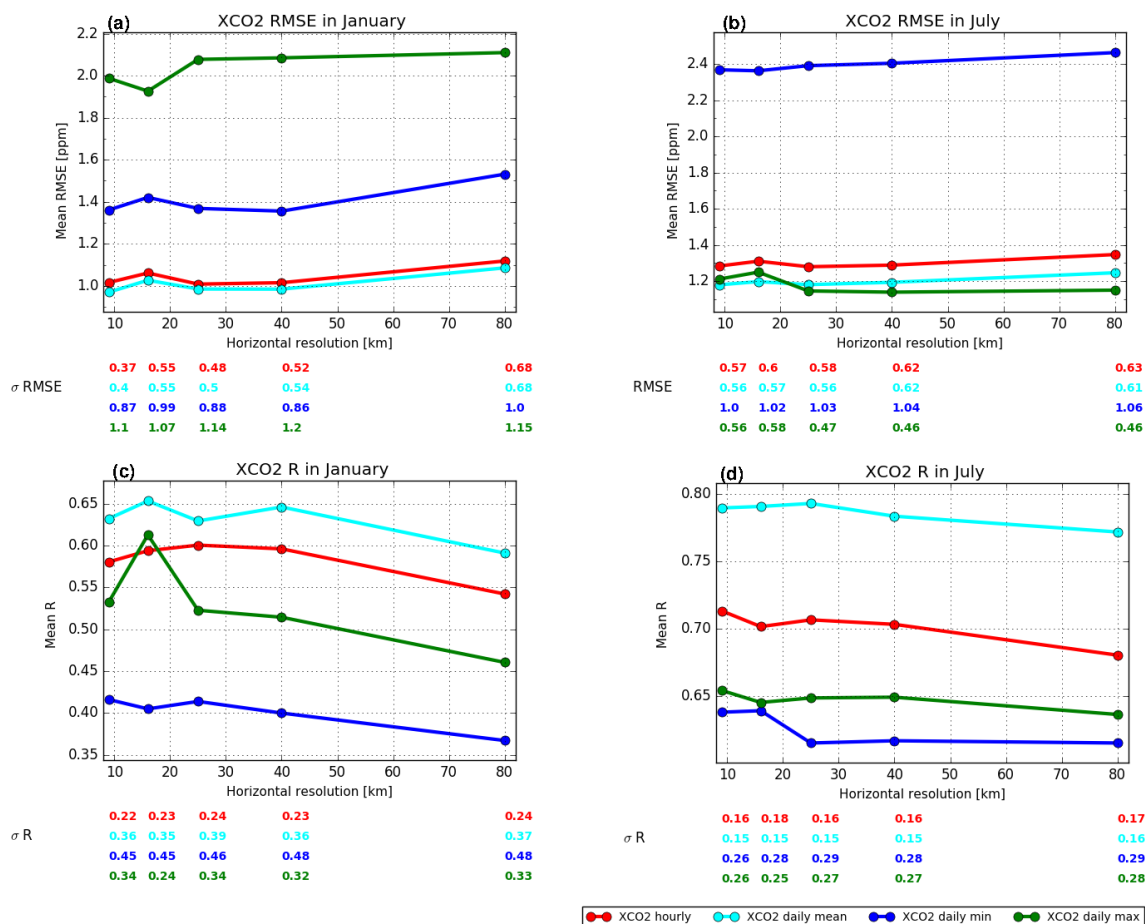 (a) XCO2 RMSE in January
Mean RMSE [ppm]
2.2
2.0
1.8
1.6
1.4
1.2
1.0
10 20 30 40 50 60 70 80
Horizontal resolution [km]
σ RMSE
0.37 0.55 0.48 0.52 0.68
0.4 0.55 0.5 0.54 0.68
0.87 0.99 0.88 0.86 1.0
1.1 1.07 1.14 1.2 1.15
(b) XCO2 RMSE in July
Mean RMSE [ppm]
2.4
2.2
2.0
1.8
1.6
1.4
1.2
10 20 30 40 50 60 70 80
Horizontal resolution [km]
RMSE
0.57 0.6 0.58 0.62 0.63
0.56 0.57 0.56 0.62 0.61
1.0 1.02 1.03 1.04 1.06
0.56 0.58 0.47 0.46 0.46
(c) XCO2 R in January
Mean R
0.65
0.60
0.55
0.50
0.45
0.40
0.35
10 20 30 40 50 60 70 80
Horizontal resolution [km]
σ R
0.22 0.23 0.24 0.23 0.24
0.36 0.35 0.39 0.36 0.37
0.45 0.45 0.46 0.48 0.48
0.34 0.24 0.34 0.32 0.33
(d) XCO2 R in July
Mean R
0.80
0.75
0.70
0.65
10 20 30 40 50 60 70 80
Horizontal resolution [km]
σ R
0.16 0.18 0.16 0.16 0.17
0.15 0.15 0.15 0.15 0.16
0.26 0.28 0.29 0.28 0.29
0.26 0.25 0.27 0.27 0.28
XCO2 hourly XCO2 daily mean XCO2 daily min XCO2 daily max